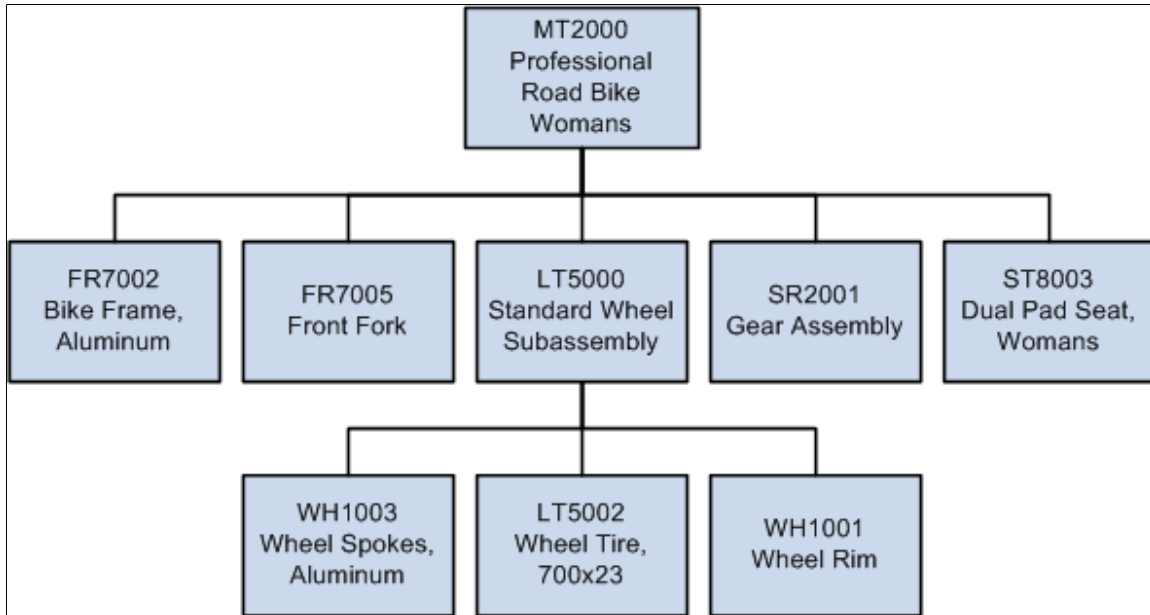 MT2000
Professional
Road Bike
Womans
FR7002
Bike Frame,
Aluminum
FR7005
Front Fork
LT5000
Standard Wheel
Subassembly
SR2001
Gear Assembly
ST8003
Dual Pad Seat,
Womans
WH1003
Wheel Spokes,
Aluminum
LT5002
Wheel Tire,
700x23
WH1001
Wheel Rim